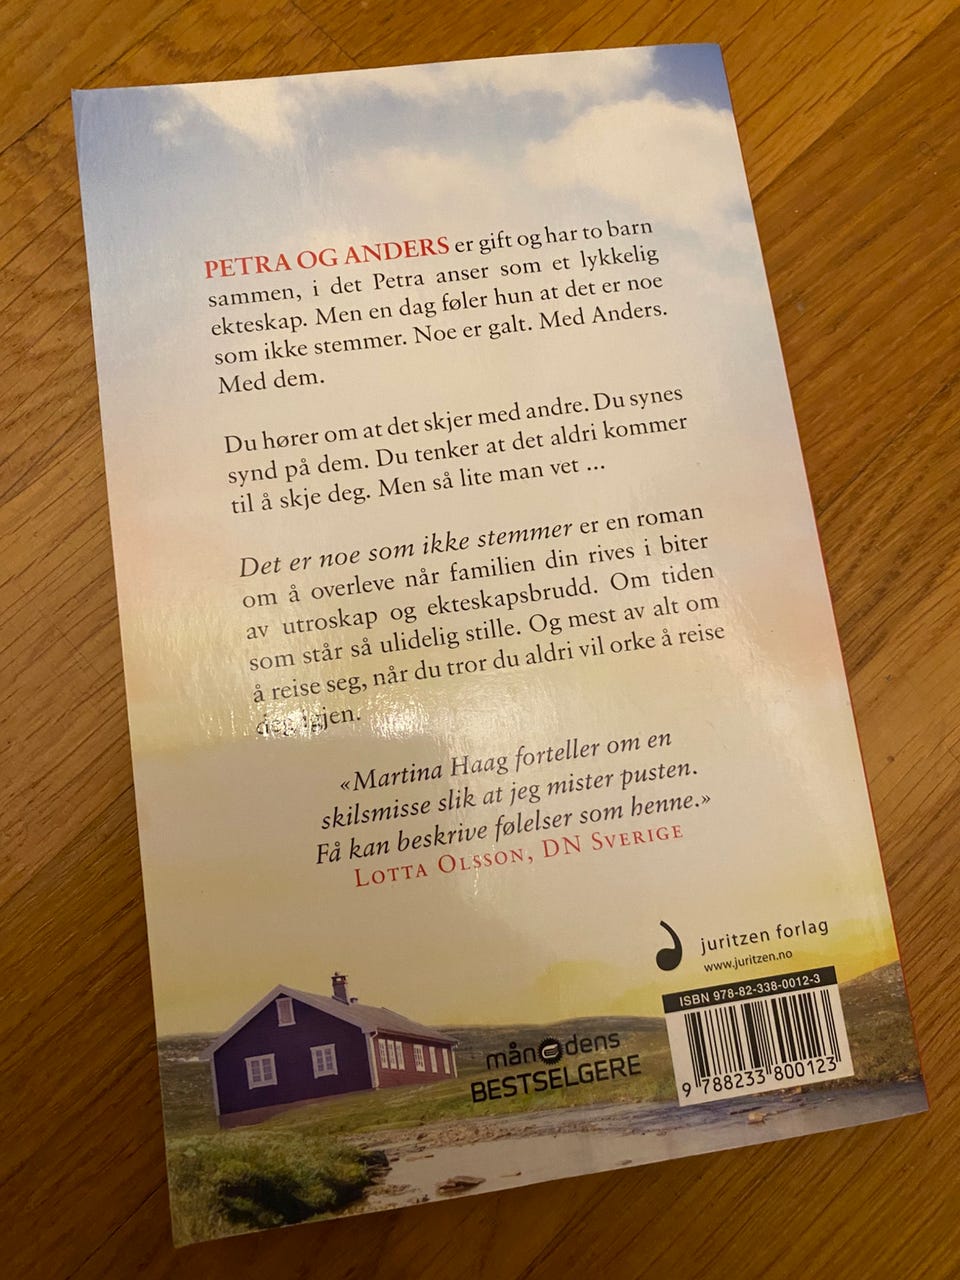 PETRA OG ANDERS er gift og har to barn
sammen, i det Petra anser som et lykkelig
ekteskap. Men en dag føler hun at det er noe
som ikke stemmer. Noe er galt. Med Anders.
Med dem.
Du hører om at det skjer med andre. Du synes
synd på dem. Du tenker at det aldri kommer
til å skje deg. Men så lite man vet ...
Det er noe som ikke stemmer er en roman
om å overleve når familien din rives i biter
av utroskap og ekteskapsbrudd. Om tiden
som står så ulidelig stille. Og mest av alt om
å reise seg, når du tror du aldri vil orke å reise
deg igjen.
«Martina Haag forteller om en
skilsmisse slik at jeg mister pusten.
Få kan beskrive følelser som henne.»
LOTTA OLSSON, DN SVERIGE
juritzen forlag
www.juritzen.no
ISBN 978-82-338-0012-3
månedens
BESTSELGERE
9 788233 800123